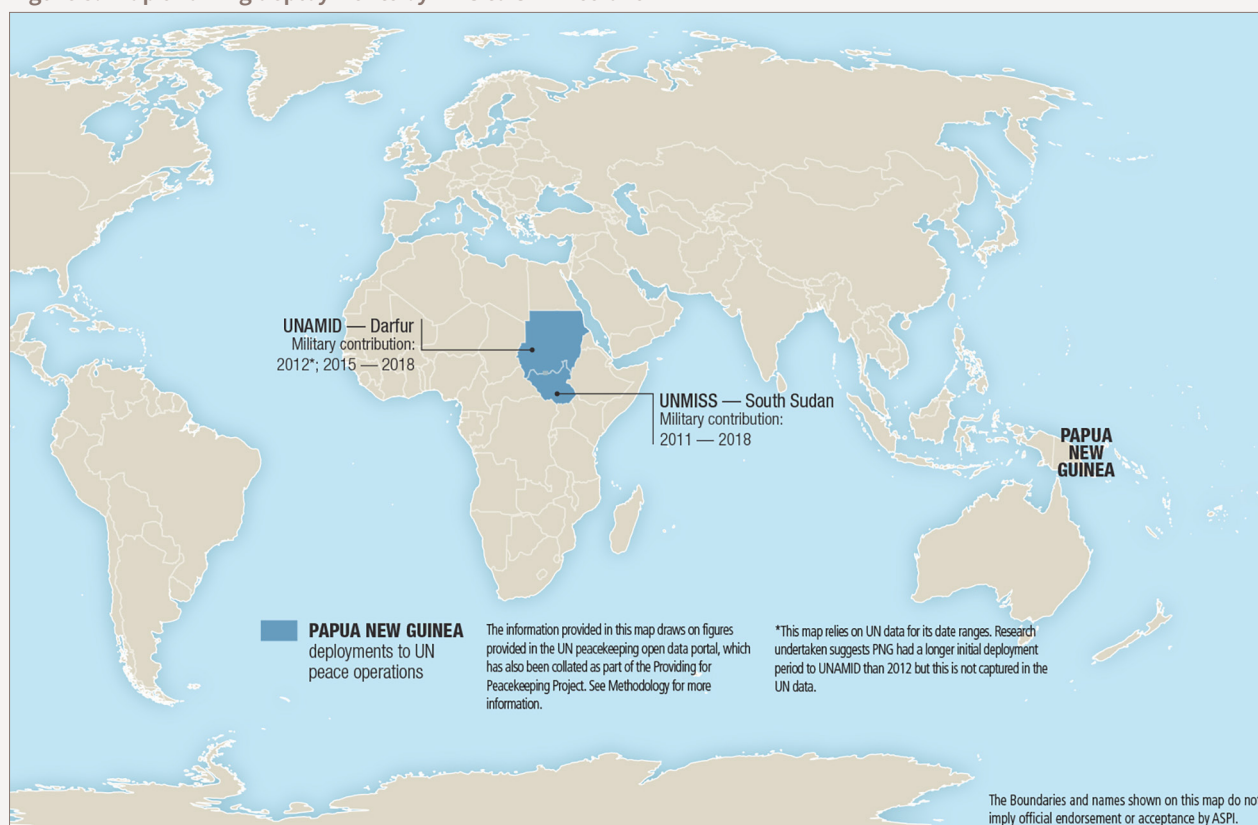 UNAMID — Darfur
Military contribution:
2012*; 2015 — 2018
UNMISS — South Sudan
Military contribution:
2011 — 2018
PAPUA
NEW
GUINEA
PAPUA NEW GUINEA
deployments to UN
peace operations
The information provided in this map draws on figures
provided in the UN peacekeeping open data portal, which
has also been collated as part of the Providing for
Peacekeeping Project. See Methodology for more
information.
*This map relies on UN data for its date ranges. Research
undertaken suggests PNG had a longer initial deployment
period to UNAMID than 2012 but this is not captured in the
UN data.
The Boundaries and names shown on this map do not
imply official endorsement or acceptance by ASPI.